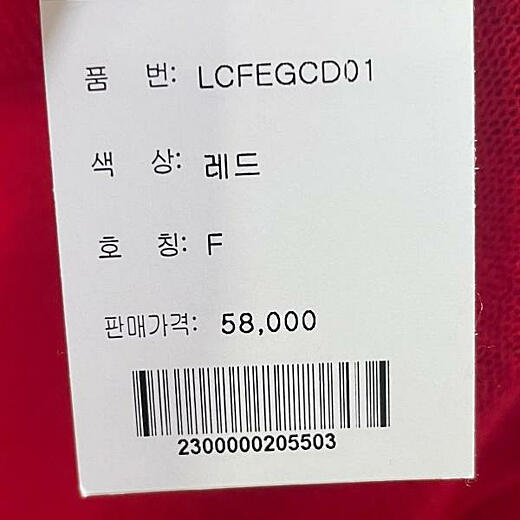 품 번: LCFEGCD01
색 상: 레드
호 칭: F
판매가격: 58,000
2300000205503